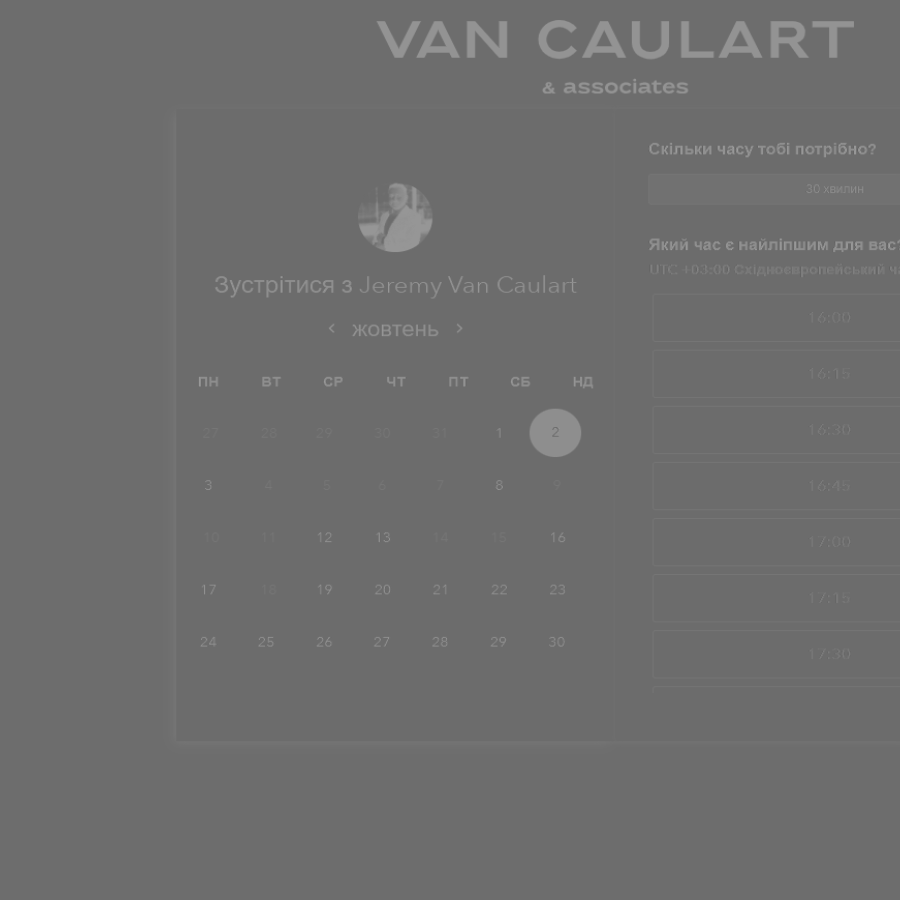 VAN CAULART
& associates
Зустрітися з Jeremy Van Caulart
жовтень
ПН ВТ СР ЧТ ПТ СБ НД
27 28 29 30 31 1 2
3 4 5 6 7 8 9
10 11 12 13 14 15 16
17 18 19 20 21 22 23
24 25 26 27 28 29 30
Скільки часу тобі потрібно?
30 хвилин
Який час є найліпшим для вас?
UTC +03:00 Східноєвропейський ч
16:00
16:15
16:30
16:45
17:00
17:15
17:30